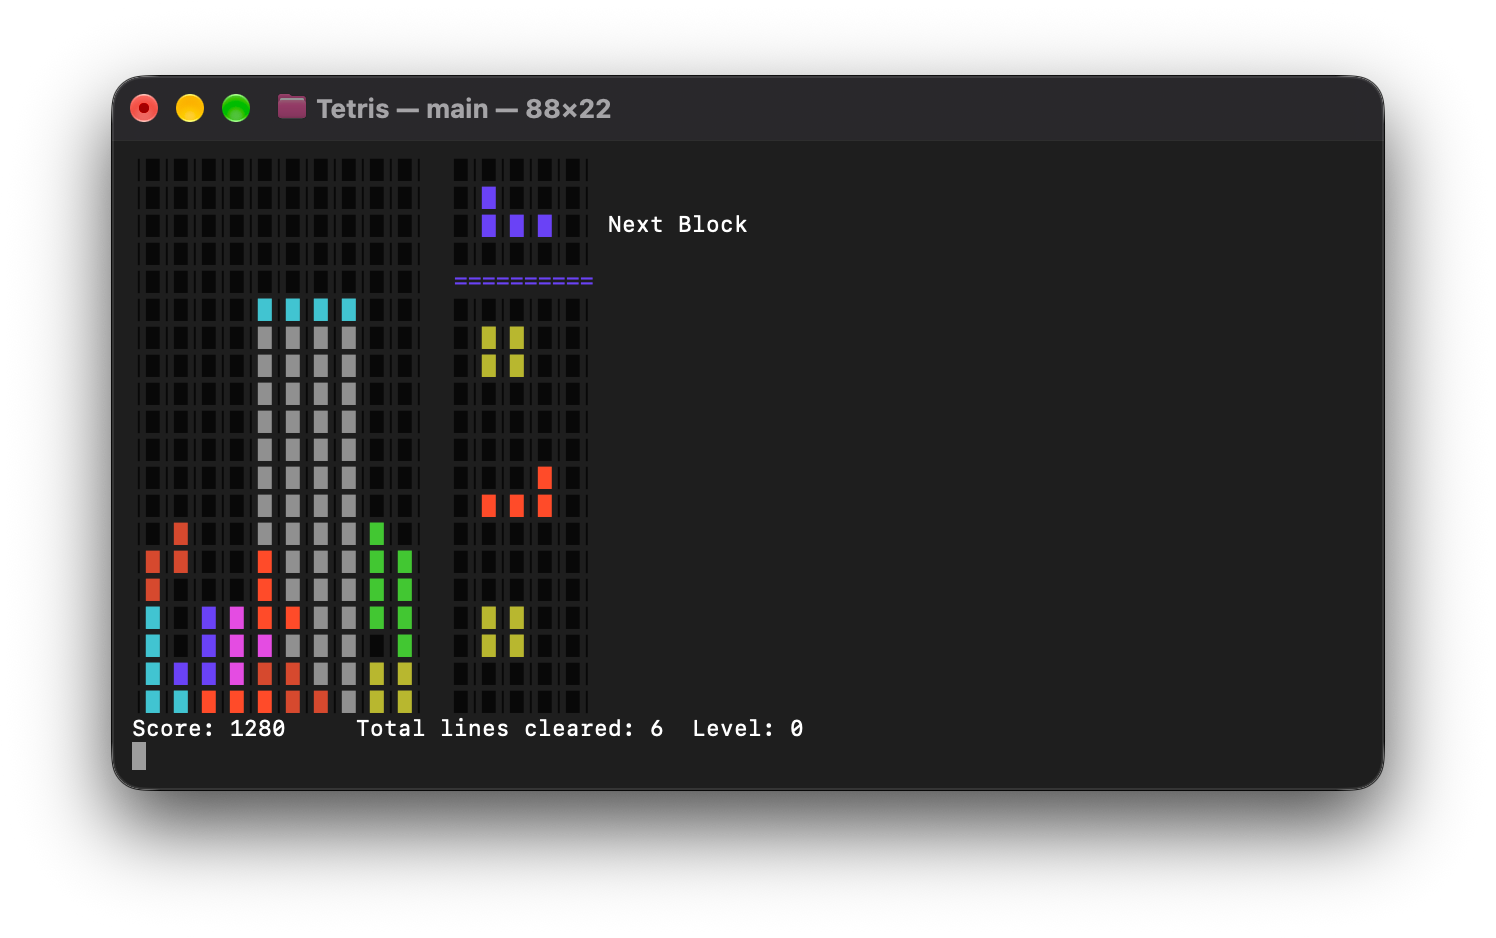 Tetris — main — 88×22
Next Block
==========
Score: 1280     Total lines cleared: 6  Level: 0